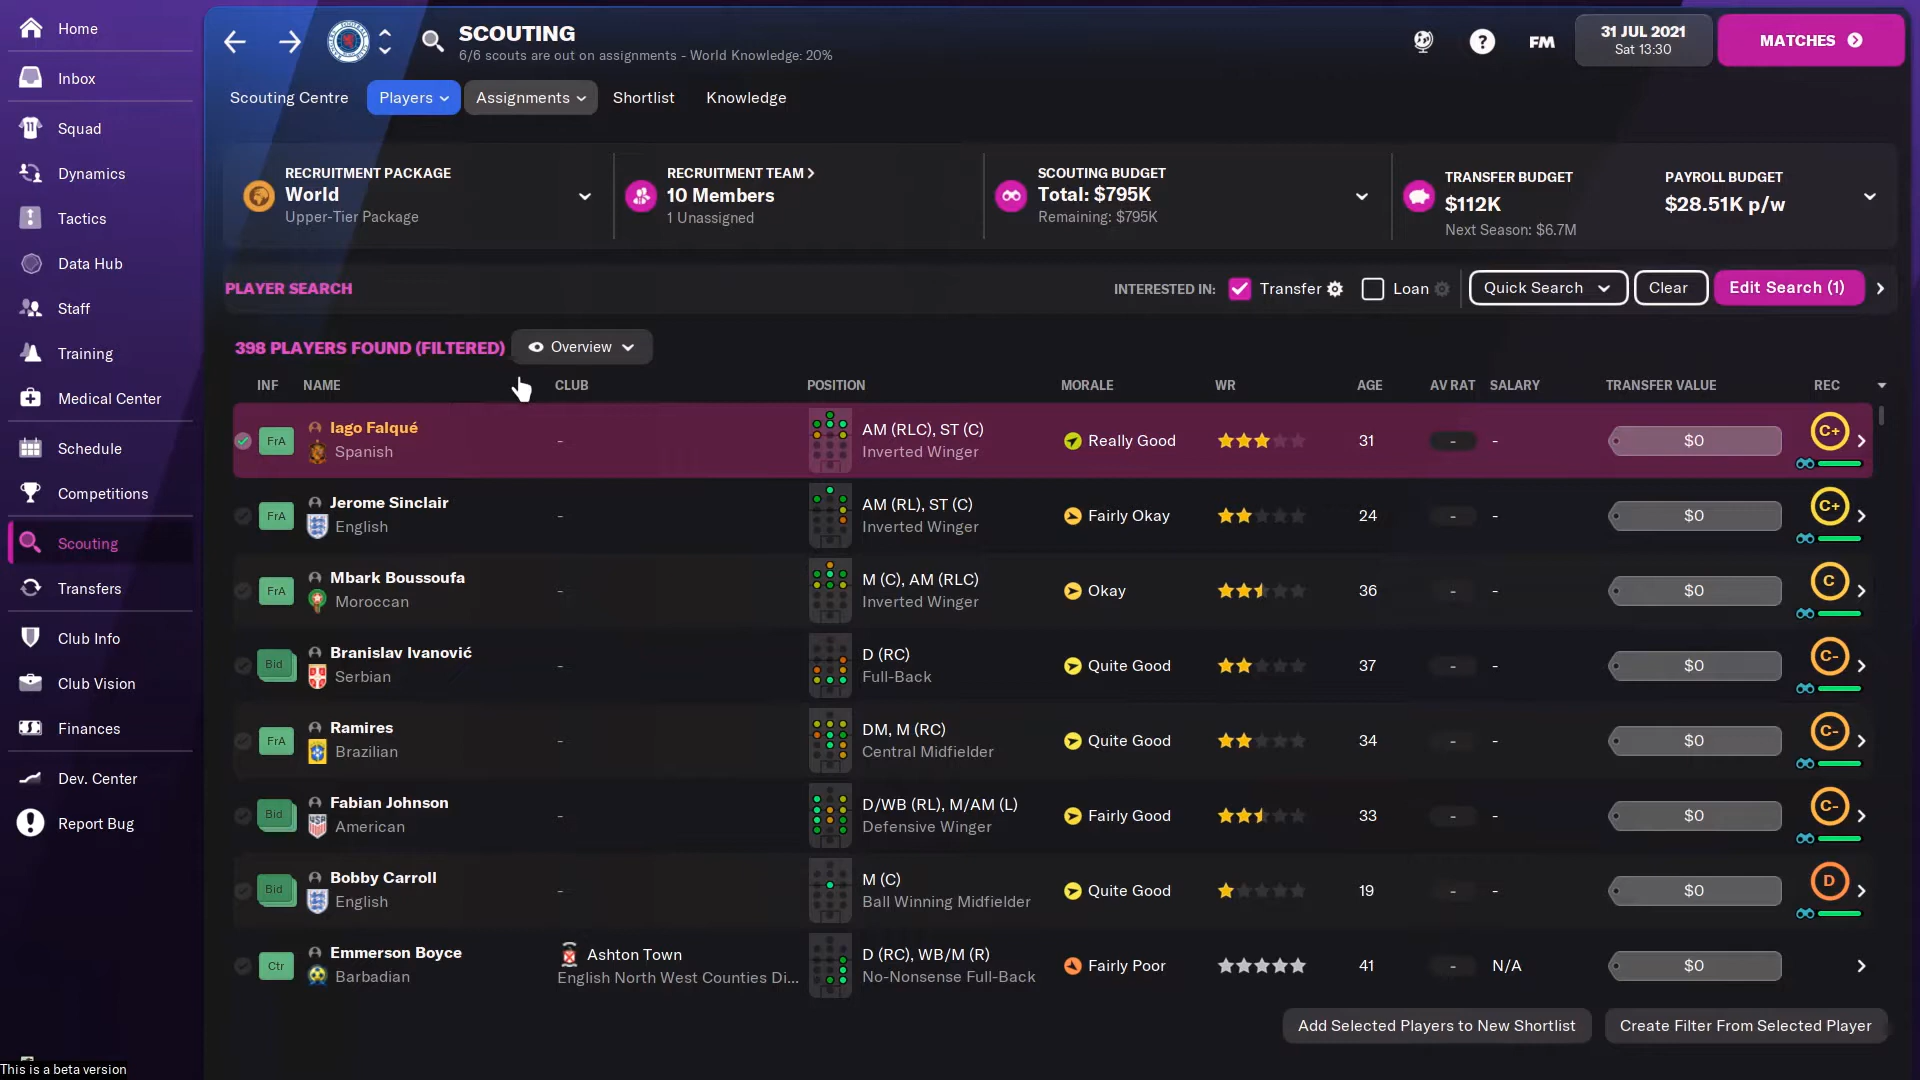 Home
Inbox
Squad
Dynamics
Tactics
Data Hub
Staff
Training
Medical Center
Schedule
Competitions
Scouting
Transfers
Club Info
Club Vision
Finances
Dev. Center
Report Bug
This is a beta version
SCOUTING
6/6 scouts are out on assignments - World Knowledge: 20%
FM
31 JUL 2021
Sat 13:30
MATCHES
Scouting Centre Players Assignments Shortlist Knowledge
RECRUITMENT PACKAGE
World
Upper-Tier Package
RECRUITMENT TEAM
10 Members
1 Unassigned
SCOUTING BUDGET
Total: $795K
Remaining: $795K
TRANSFER BUDGET
$112K
Next Season: $6.7M
PAYROLL BUDGET
$28.51K p/w
PLAYER SEARCH
INTERESTED IN: Transfer Loan Quick Search Clear Edit Search (1)
398 PLAYERS FOUND (FILTERED) Overview
INF NAME CLUB POSITION MORALE WR AGE AV RAT SALARY TRANSFER VALUE REC
FrA Iago Falqué - AM (RLC), ST (C) Really Good 31 - - $0 C+
Spanish Inverted Winger
FrA Jerome Sinclair - AM (RL), ST (C) Fairly Okay 24 - - $0 C+
English Inverted Winger
FrA Mbark Boussoufa - M (C), AM (RLC) Okay 36 - - $0 C
Moroccan Inverted Winger
Bid Branislav Ivanović - D (RC) Quite Good 37 - - $0 C-
Serbian Full-Back
FrA Ramires - DM, M (RC) Quite Good 34 - - $0 C-
Brazilian Central Midfielder
Bid Fabian Johnson - D/WB (RL), M/AM (L) Fairly Good 33 - - $0 C-
American Defensive Winger
Bid Bobby Carroll - M (C) Quite Good 19 - - $0 D
English Ball Winning Midfielder
Ctr Emmerson Boyce Ashton Town D (RC), WB/M (R) Fairly Poor 41 - N/A $0
Barbadian English North West Counties Di... No-Nonsense Full-Back
Add Selected Players to New Shortlist Create Filter From Selected Player